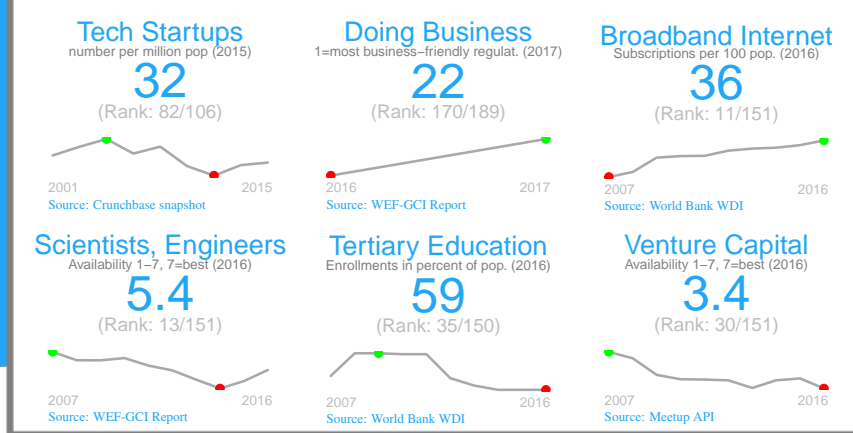 Tech Startups
number per million pop (2015)
32
(Rank: 82/106)
2001 2015
Source: Crunchbase snapshot
Doing Business
1=most business−friendly regulat. (2017)
22
(Rank: 170/189)
2016 2017
Source: WEF-GCI Report
Broadband Internet
Subscriptions per 100 pop. (2016)
36
(Rank: 11/151)
2007 2016
Source: World Bank WDI
Scientists, Engineers
Availability 1−7, 7=best (2016)
5.4
(Rank: 13/151)
2007 2016
Source: WEF-GCI Report
Tertiary Education
Enrollments in percent of pop. (2016)
59
(Rank: 35/150)
2007 2016
Source: World Bank WDI
Venture Capital
Availability 1−7, 7=best (2016)
3.4
(Rank: 30/151)
2007 2016
Source: Meetup API